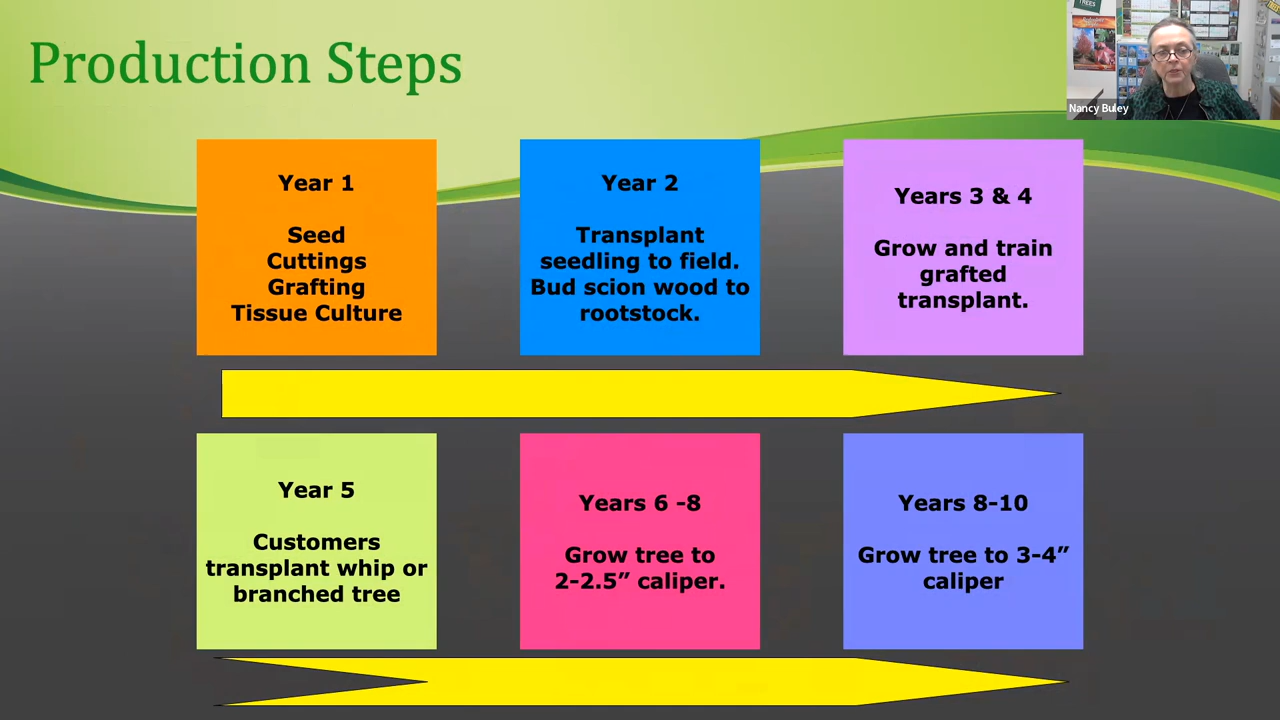 Production Steps
TREES
Nancy Buley
Year 1
Seed
Cuttings
Grafting
Tissue Culture
Year 2
Transplant
seedling to field.
Bud scion wood to
rootstock.
Years 3 & 4
Grow and train
grafted
transplant.
Year 5
Customers
transplant whip or
branched tree
Years 6 -8
Grow tree to
2-2.5” caliper.
Years 8-10
Grow tree to 3-4”
caliper